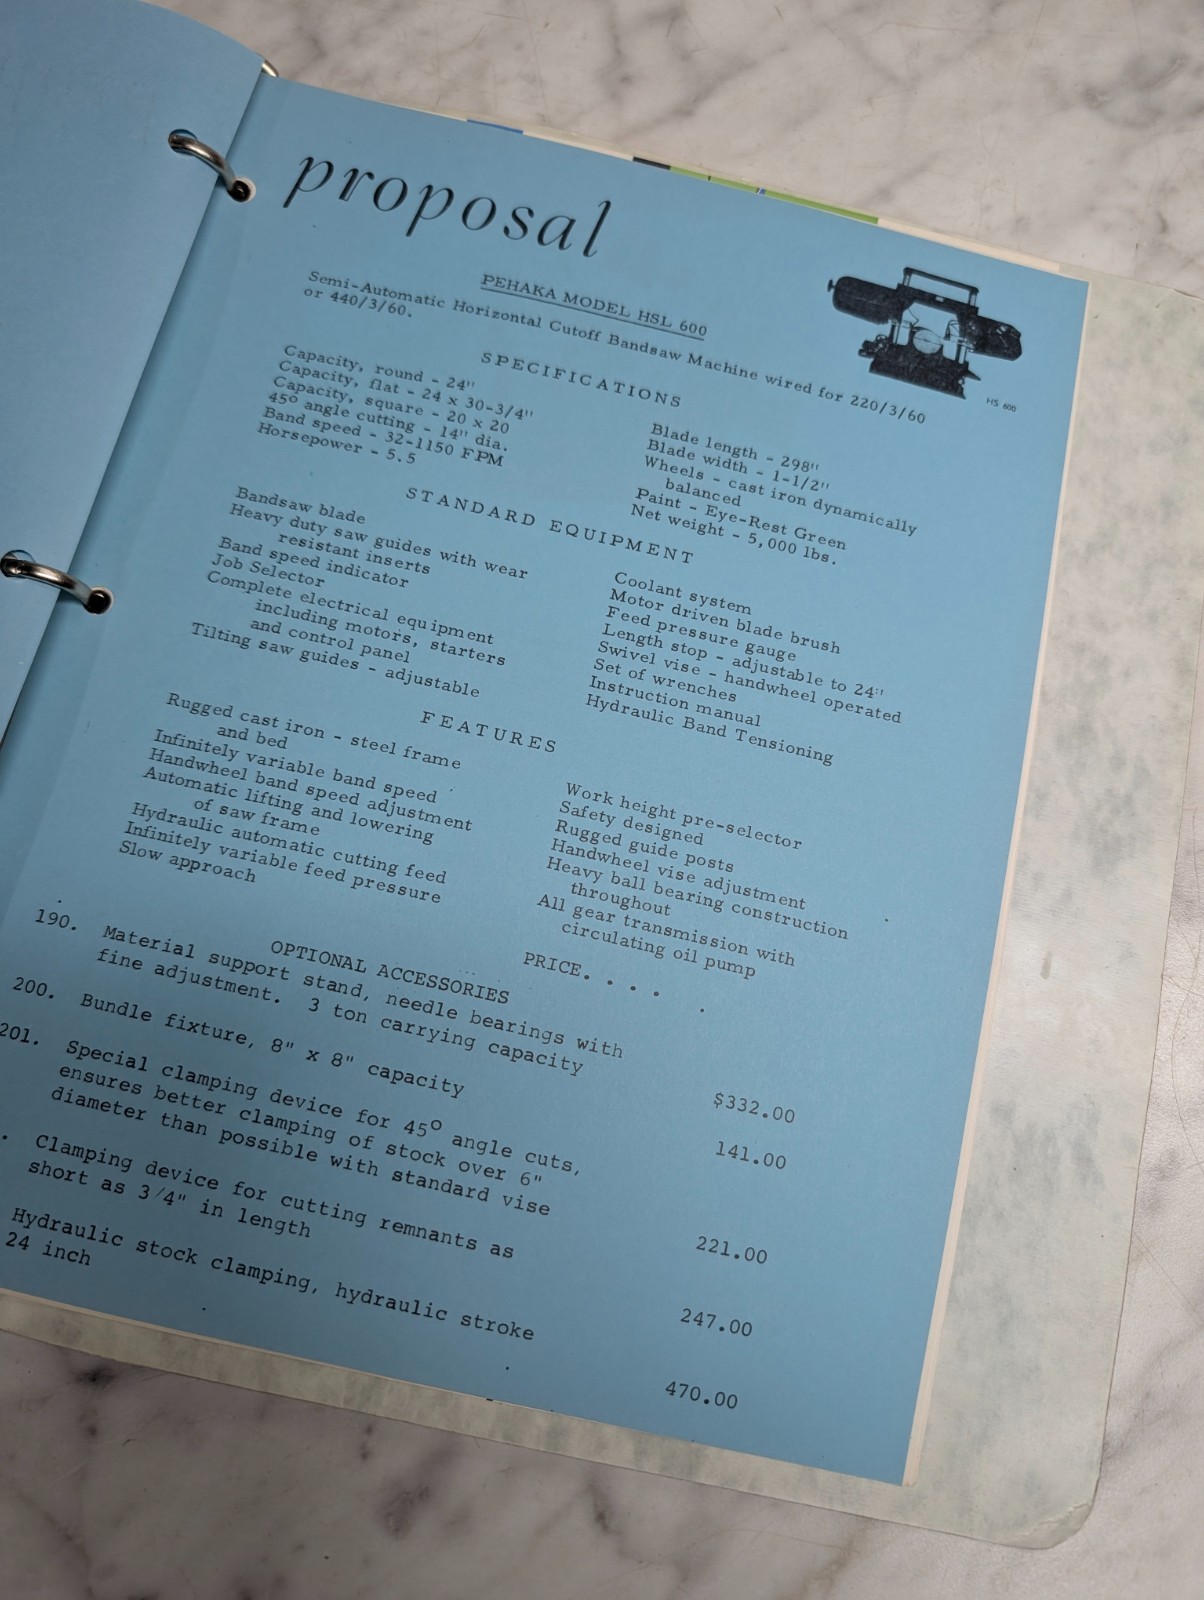 proposal
PEHAKA MODEL HSL 600
Semi-Automatic Horizontal Cutoff Bandsaw Machine wired for 220/3/60
or 440/3/60.
HS 600
SPECIFICATIONS
Capacity, round - 24"
Capacity, flat - 24 x 30-3/4"
Capacity, square - 20 x 20
45º angle cutting - 14" dia.
Band speed - 32-1150 FPM
Horsepower - 5.5
Blade length - 298"
Blade width - 1-1/2"
Wheels - cast iron dynamically
balanced
Paint - Eye-Rest Green
Net weight - 5,000 lbs.
STANDARD EQUIPMENT
Bandsaw blade
Heavy duty saw guides with wear
resistant inserts
Band speed indicator
Job Selector
Complete electrical equipment
including motors, starters
and control panel
Tilting saw guides - adjustable
Coolant system
Motor driven blade brush
Feed pressure gauge
Length stop - adjustable to 24"
Swivel vise - handwheel operated
Set of wrenches
Instruction manual
Hydraulic Band Tensioning
FEATURES
Rugged cast iron - steel frame
and bed
Infinitely variable band speed
Handwheel band speed adjustment
Automatic lifting and lowering
of saw frame
Hydraulic automatic cutting feed
Infinitely variable feed pressure
Slow approach
Work height pre-selector
Safety designed
Rugged guide posts
Handwheel vise adjustment
Heavy ball bearing construction
throughout
All gear transmission with
circulating oil pump
PRICE. . . .
OPTIONAL ACCESSORIES
190. Material support stand, needle bearings with
fine adjustment. 3 ton carrying capacity $332.00
200. Bundle fixture, 8" x 8" capacity 141.00
201. Special clamping device for 45º angle cuts,
ensures better clamping of stock over 6"
diameter than possible with standard vise 221.00
. Clamping device for cutting remnants as
short as 3/4" in length 247.00
Hydraulic stock clamping, hydraulic stroke
24 inch 470.00